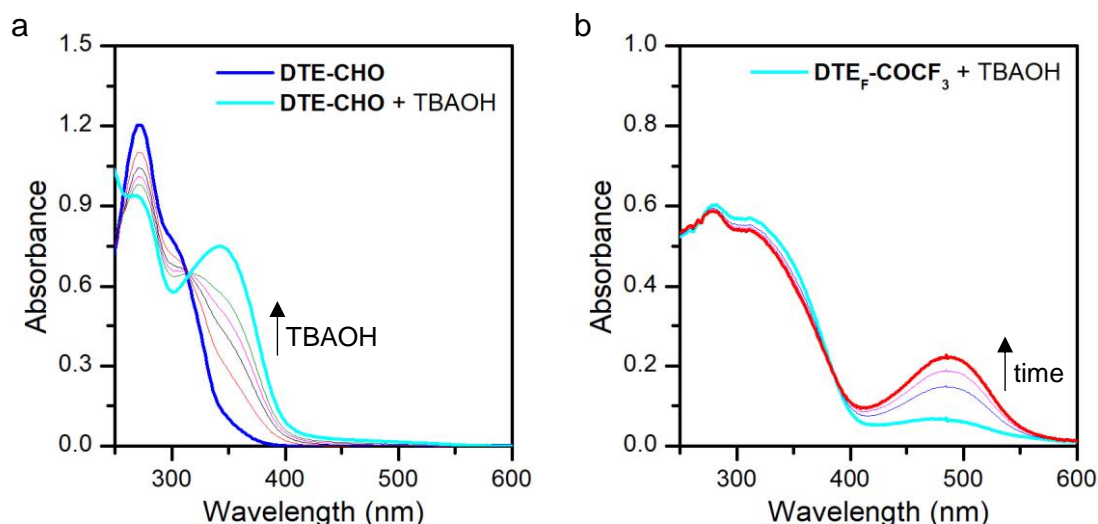 a
1.5
1.2
0.9
0.6
0.3
0.0
Absorbance
300
400
500
600
Wavelength (nm)
DTE-CHO
DTE-CHO + TBAOH
TBAOH
b
1.0
0.8
0.6
0.4
0.2
0.0
Absorbance
300
400
500
600
Wavelength (nm)
DTEF-COCF3 + TBAOH
time